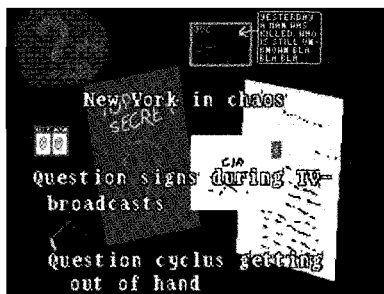 YESTERDAY
A MAN WAS
KILLED. WHO
IS STILL UN-
KNOWN BLA
BLA BLA
New York in chaos
SECRET
CIA
Question signs during TV-
broadcasts
Question cyclus getting
out of hand